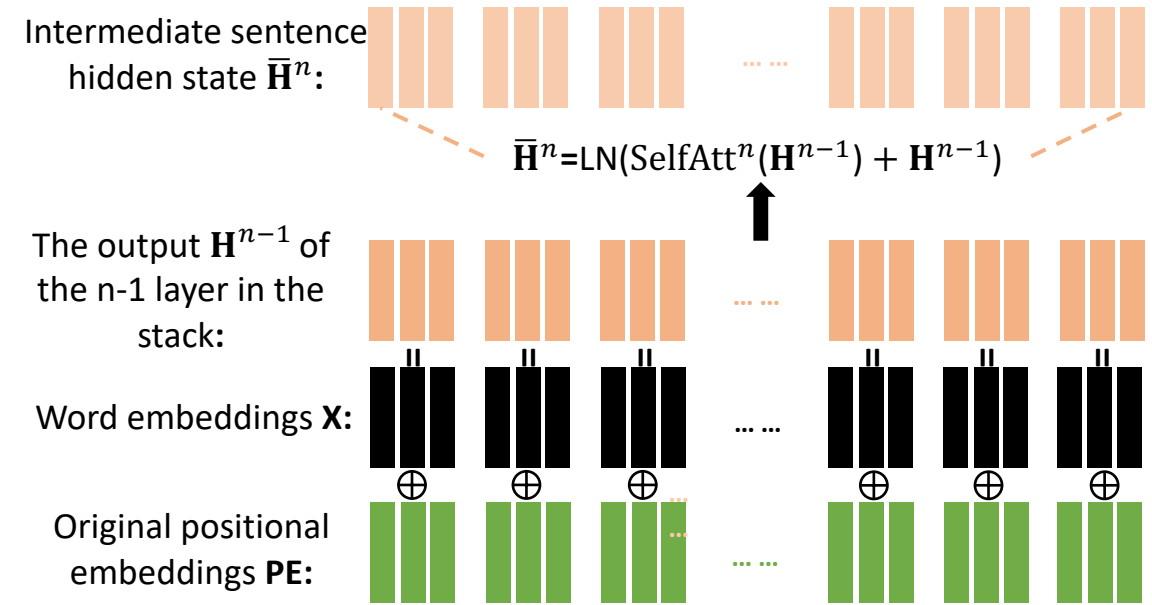 Intermediate sentence
hidden state H̅ⁿ:
... ...
H̅ⁿ=LN(SelfAttⁿ(Hⁿ⁻¹) + Hⁿ⁻¹)
The output Hⁿ⁻¹ of
the n-1 layer in the
stack:
... ...
= = = = = =
Word embeddings X:
... ...
⊕ ⊕ ⊕ ⊕ ⊕ ⊕
...
...
Original positional
embeddings PE:
... ...